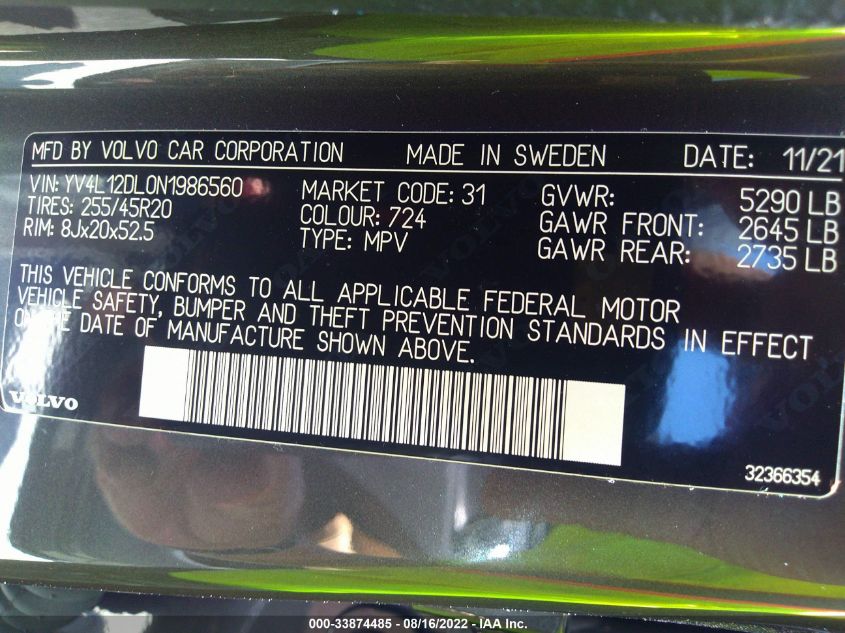 MFD BY VOLVO CAR CORPORATION MADE IN SWEDEN DATE: 11/21
VIN: YV4L12DL0N1986560 MARKET CODE: 31 GVWR: 5290 LB
TIRES: 255/45R20 COLOUR: 724 GAWR FRONT: 2645 LB
RIM: 8Jx20x52.5 TYPE: MPV GAWR REAR: 2735 LB
THIS VEHICLE CONFORMS TO ALL APPLICABLE FEDERAL MOTOR
VEHICLE SAFETY, BUMPER AND THEFT PREVENTION STANDARDS IN EFFECT
ON THE DATE OF MANUFACTURE SHOWN ABOVE.
VOLVO
32366354
000-33874485 - 08/16/2022 - IAA Inc.